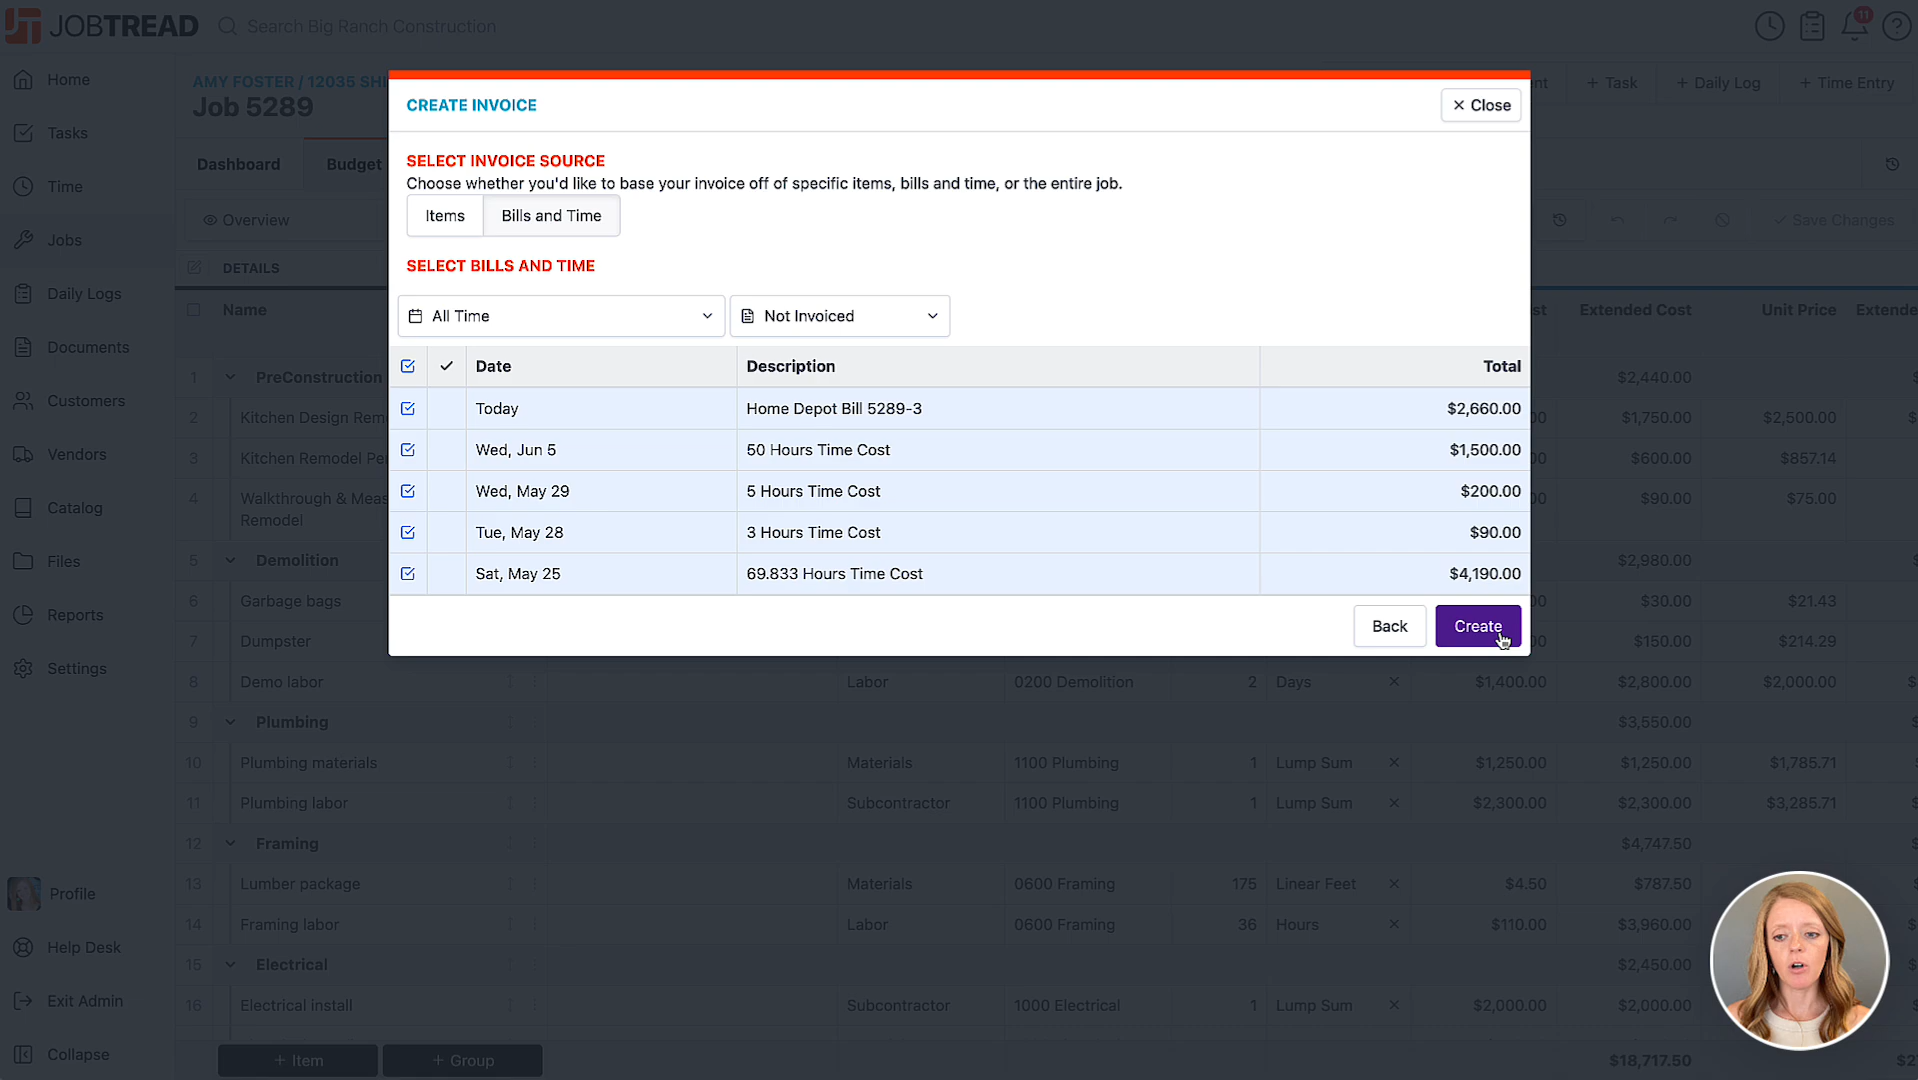 JOBTREAD
Search Big Ranch Construction
11
Home
Tasks
Time
Jobs
Daily Logs
Documents
Customers
Vendors
Catalog
Files
Reports
Settings
Profile
Help Desk
Exit Admin
Collapse
AMY FOSTER / 12035 SHI
Job 5289
+ Task
+ Daily Log
+ Time Entry
Dashboard
Budget
Overview
Save Changes
DETAILS
Name
Extended Cost
Unit Price
CREATE INVOICE
× Close
SELECT INVOICE SOURCE
Choose whether you'd like to base your invoice off of specific items, bills and time, or the entire job.
Items
Bills and Time
SELECT BILLS AND TIME
All Time
Not Invoiced
Date Description Total
Today Home Depot Bill 5289-3 $2,660.00
Wed, Jun 5 50 Hours Time Cost $1,500.00
Wed, May 29 5 Hours Time Cost $200.00
Tue, May 28 3 Hours Time Cost $90.00
Sat, May 25 69.833 Hours Time Cost $4,190.00
Back
Create
1 PreConstruction $2,440.00
2 Kitchen Design $1,750.00 $2,500.00
3 Kitchen Remodel $600.00 $857.14
4 Walkthrough & $90.00 $75.00
Remodel
5 Demolition $2,980.00
6 Garbage bags $30.00 $21.43
7 Dumpster $150.00 $214.29
8 Demo labor Labor 0200 Demolition 2 Days × $1,400.00 $2,800.00 $2,000.00
9 Plumbing $3,550.00
10 Plumbing materials Materials 1100 Plumbing 1 Lump Sum × $1,250.00 $1,250.00 $1,785.71
11 Plumbing labor Subcontractor 1100 Plumbing 1 Lump Sum × $2,300.00 $2,300.00 $3,285.71
12 Framing $4,747.50
13 Lumber package Materials 0600 Framing 175 Linear Feet × $4.50 $787.50
14 Framing labor Labor 0600 Framing 36 Hours × $110.00 $3,960.00
15 Electrical $2,450.00
16 Electrical install Subcontractor 1000 Electrical 1 Lump Sum × $2,000.00 $2,000.00
+ Item
+ Group
$18,717.50